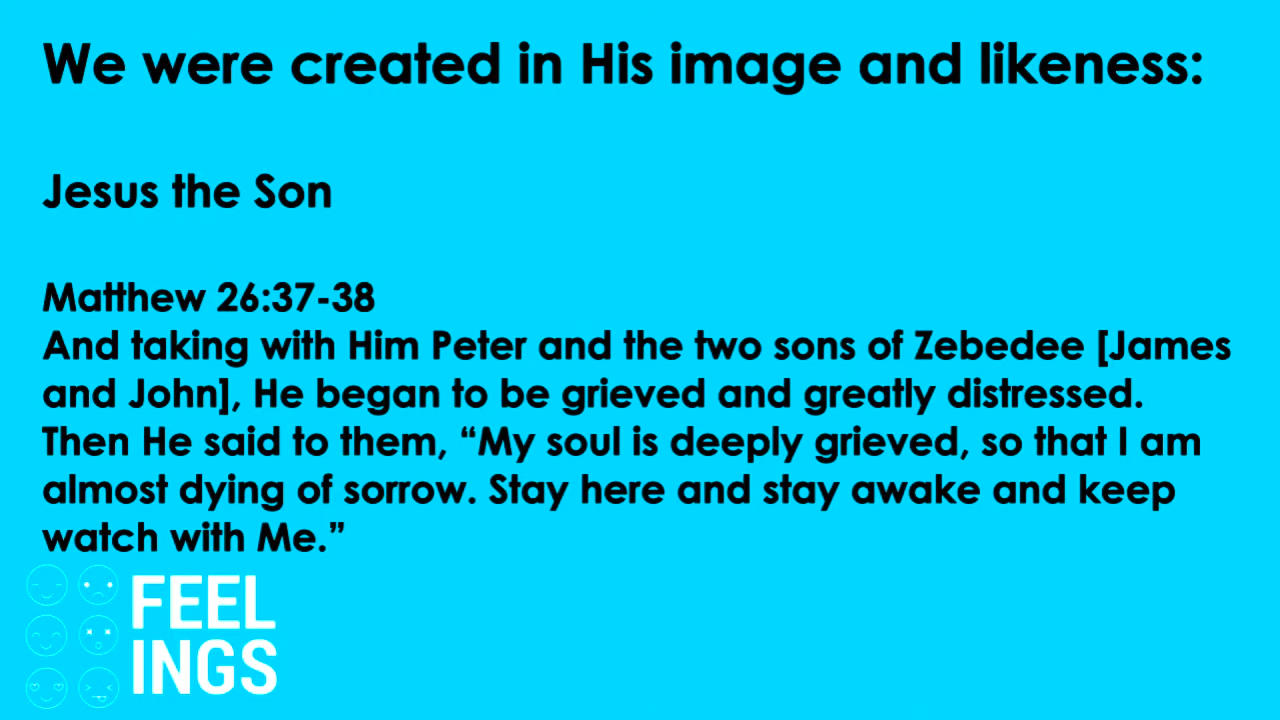 We were created in His image and likeness:
Jesus the Son
Matthew 26:37-38
And taking with Him Peter and the two sons of Zebedee [James
and John], He began to be grieved and greatly distressed.
Then He said to them, “My soul is deeply grieved, so that I am
almost dying of sorrow. Stay here and stay awake and keep
watch with Me.”
FEEL
INGS